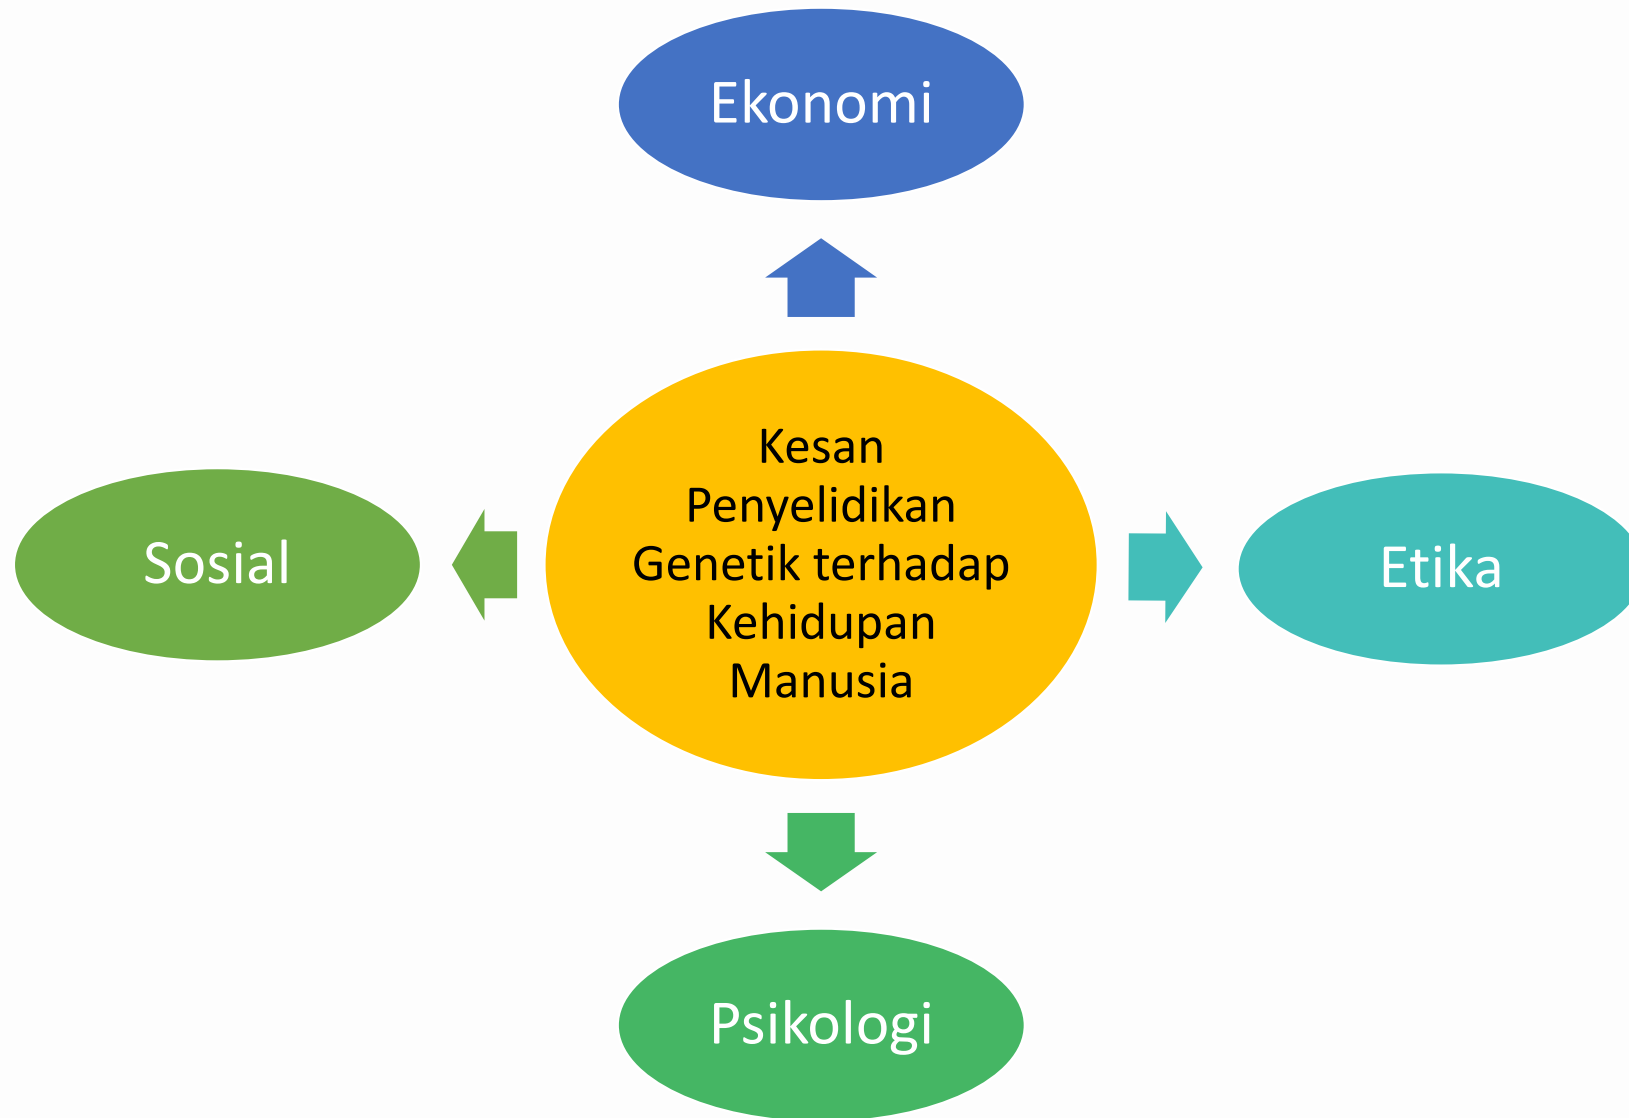 Ekonomi
Kesan
Penyelidikan
Genetik terhadap
Kehidupan
Manusia
Sosial
Etika
Psikologi